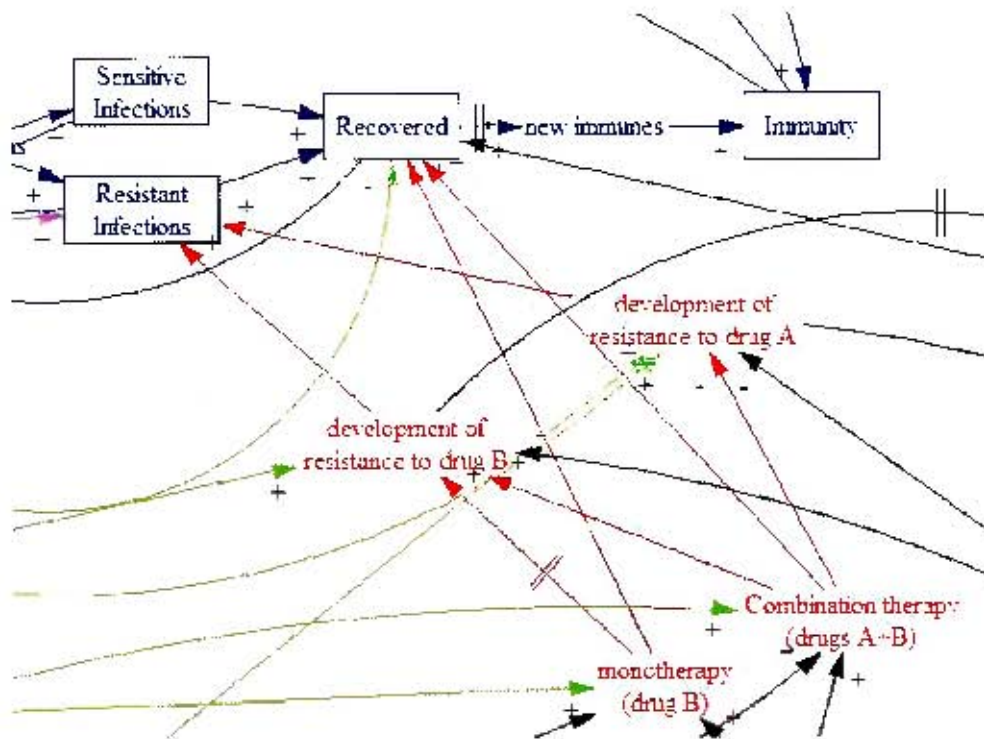 Sensitive
Infections
Recovered
new immunes
Immunity
Resistant
Infections
development of
resistance to drug A
development of
resistance to drug B
Combination therapy
(drugs A+B)
monotherapy
(drug B)